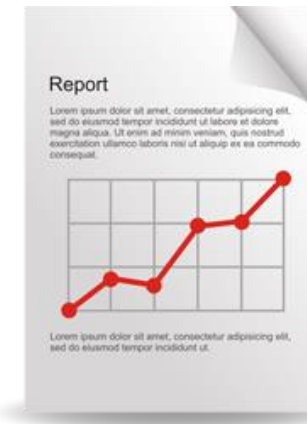 Report
Lorem ipsum dolor sit amet, consectetur adipisicing elit,
sed do eiusmod tempor incididunt ut labore et dolore
magna aliqua. Ut enim ad minim veniam, quis nostrud
exercitation ullamco laboris nisi ut aliquip ex ea commodo
consequat.
Lorem ipsum dolor sit amet, consectetur adipisicing elit,
sed do eiusmod tempor incididunt ut.